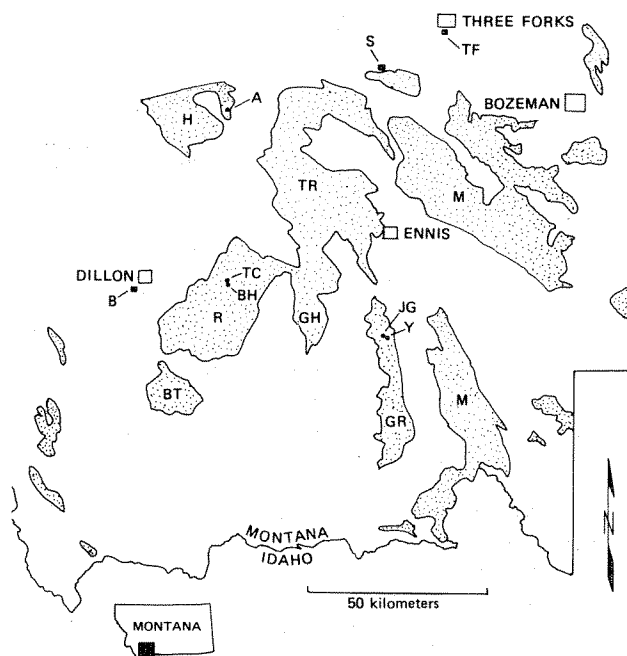 THREE FORKS
TF
S
BOZEMAN
A
H
TR
M
ENNIS
DILLON
B
TC
BH
R
GH
JG
Y
BT
GR
M
MONTANA
IDAHO
N
50 kilometers
MONTANA